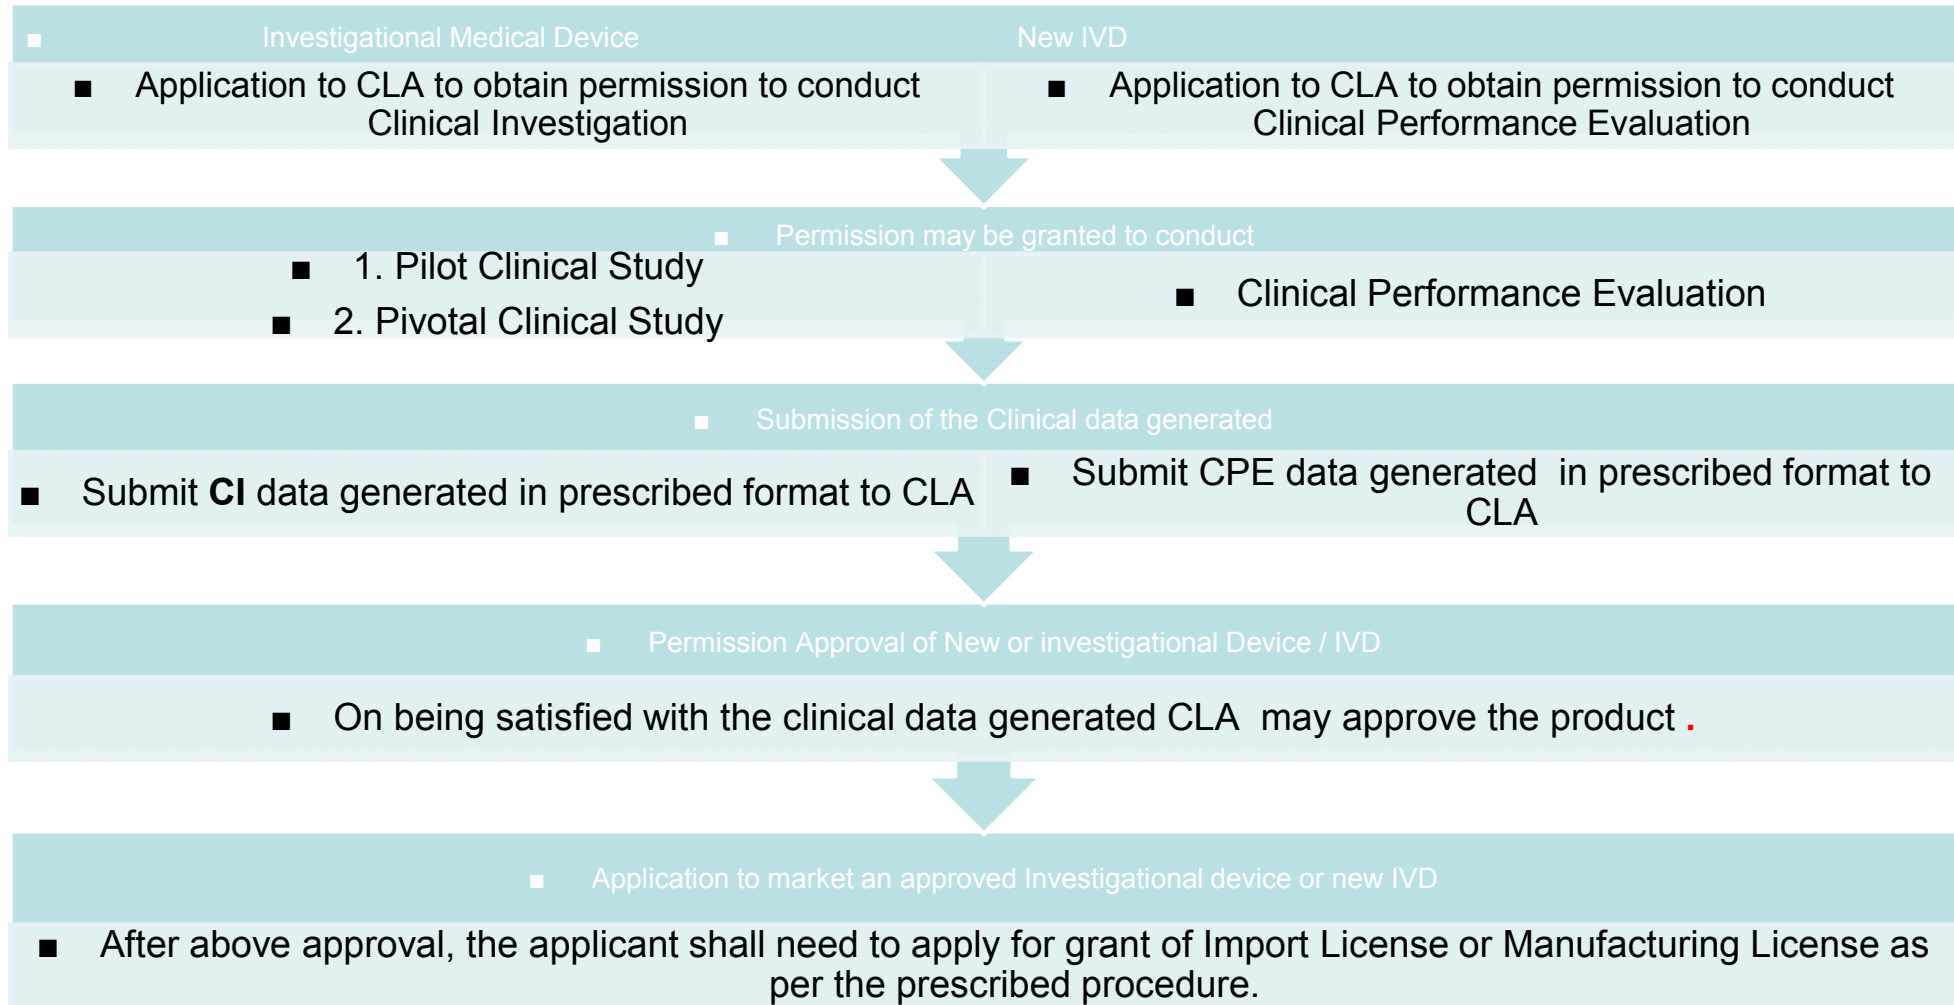 ■ Investigational Medical Device New IVD
■ Application to CLA to obtain permission to conduct
Clinical Investigation
■ Application to CLA to obtain permission to conduct
Clinical Performance Evaluation
■ Permission may be granted to conduct
■ 1. Pilot Clinical Study
■ 2. Pivotal Clinical Study
■ Clinical Performance Evaluation
■ Submission of the Clinical data generated
■ Submit CI data generated in prescribed format to CLA
■ Submit CPE data generated in prescribed format to
CLA
■ Permission Approval of New or investigational Device / IVD
■ On being satisfied with the clinical data generated CLA may approve the product .
■ Application to market an approved Investigational device or new IVD
■ After above approval, the applicant shall need to apply for grant of Import License or Manufacturing License as
per the prescribed procedure.